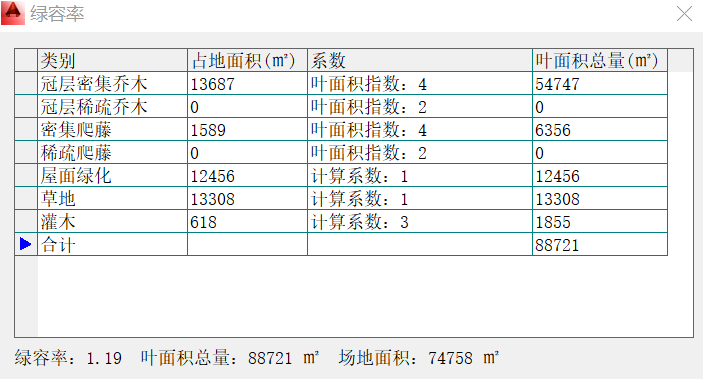 绿容率
类别 占地面积(㎡) 系数 叶面积总量(㎡)
冠层密集乔木 13687 叶面积指数：4 54747
冠层稀疏乔木 0 叶面积指数：2 0
密集爬藤 1589 叶面积指数：4 6356
稀疏爬藤 0 叶面积指数：2 0
屋面绿化 12456 计算系数：1 12456
草地 13308 计算系数：1 13308
灌木 618 计算系数：3 1855
合计 88721
绿容率：1.19 叶面积总量：88721 ㎡ 场地面积：74758 ㎡